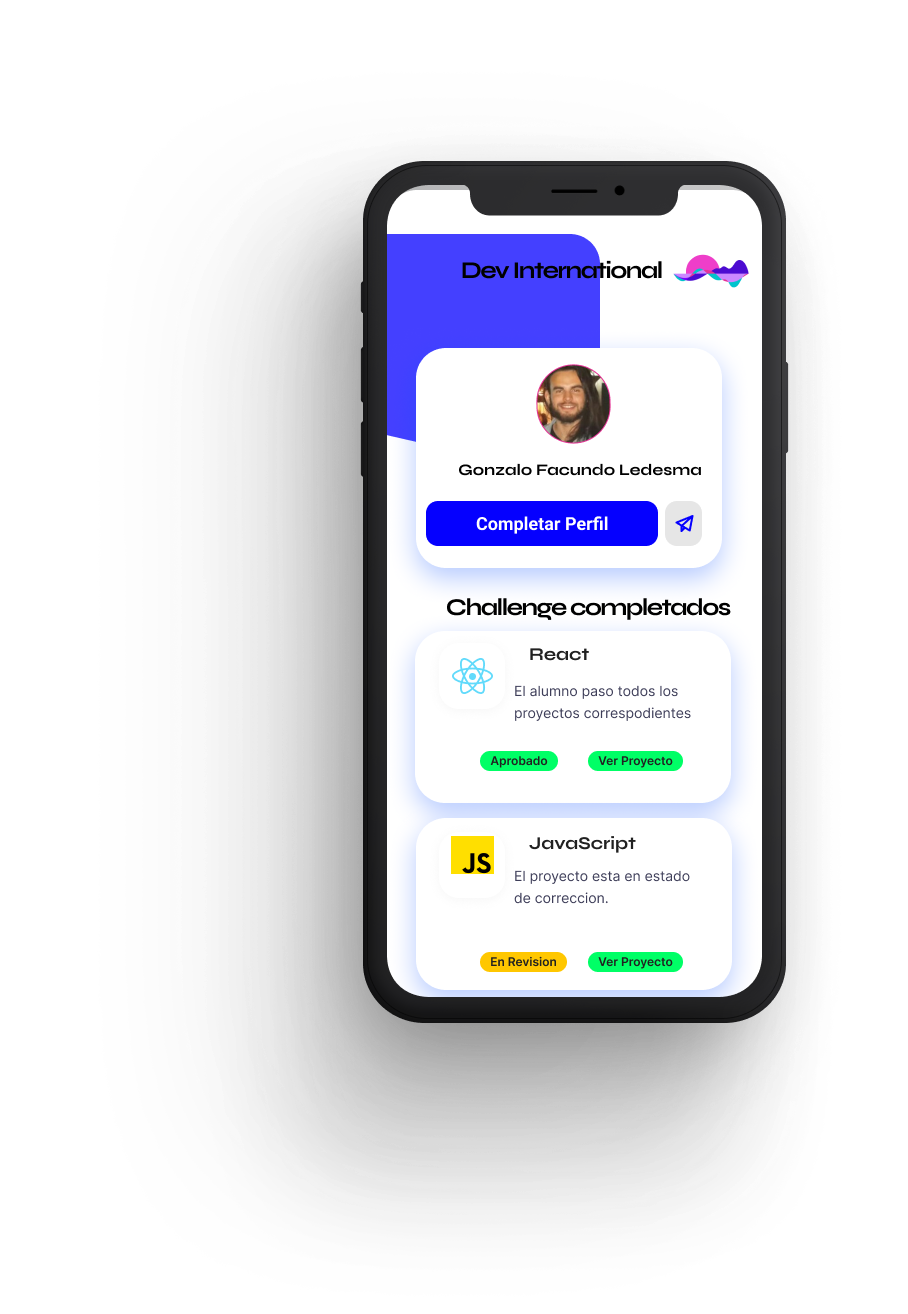 Dev International
Gonzalo Facundo Ledesma
Completar Perfil
Challenge completados
React
El alumno paso todos los
proyectos correspodientes
Aprobado
Ver Proyecto
JS
JavaScript
El proyecto esta en estado
de correccion.
En Revision
Ver Proyecto